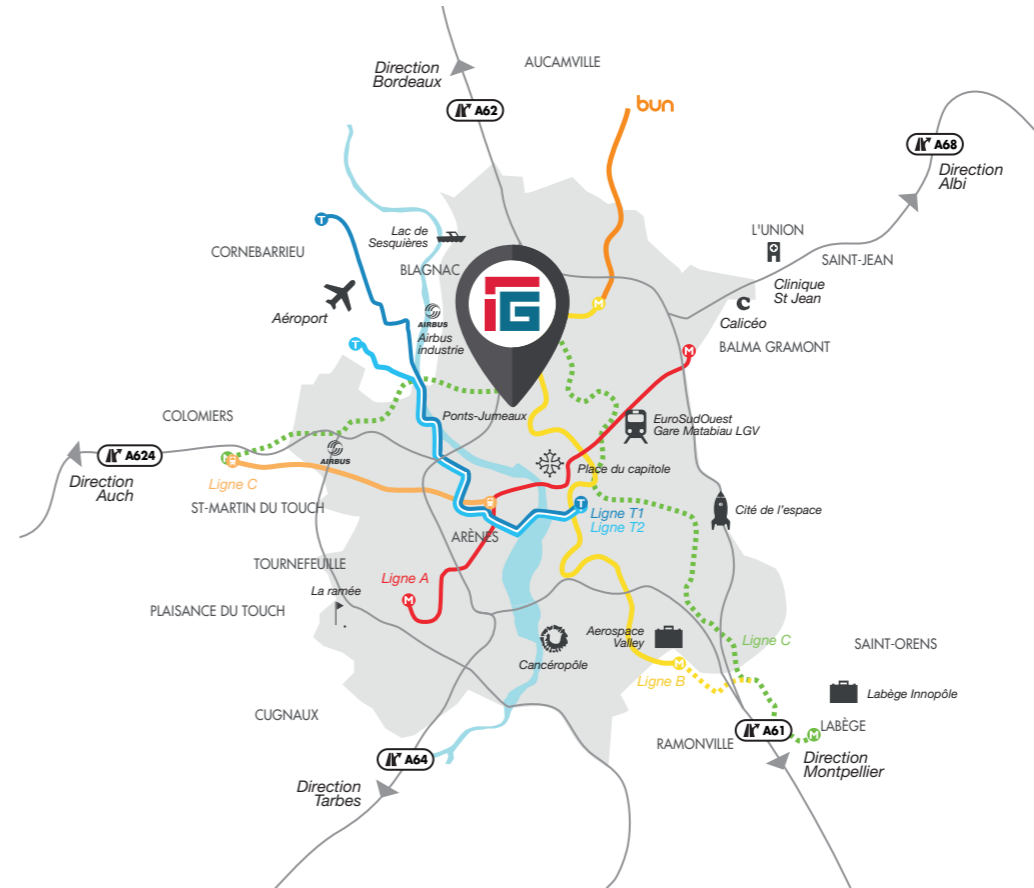 AUCAMVILLE
Direction
Bordeaux
A62
bun
A68
Direction
Albi
Lac de
Sesquières
L'UNION
CORNEBARRIEU
T
SAINT-JEAN
BLAGNAC
Clinique
St Jean
Aéroport
AIRBUS
Airbus
industrie
G
M
C
Calicéo
T
M
BALMA GRAMONT
COLOMIERS
Ponts-Jumeaux
EuroSudOuest
Gare Matabiau LGV
A624
Direction
Auch
M
AIRBUS
Place du capitole
Ligne C
ST-MARTIN DU TOUCH
T
Ligne T1
Ligne T2
Cité de l'espace
ARÈNES
TOURNEFEUILLE
Ligne A
La ramée
M
PLAISANCE DU TOUCH
Aerospace
Valley
Ligne C
SAINT-ORENS
Cancéropôle
M
Ligne B
Labège Innopôle
CUGNAUX
A61
LABÈGE
M
RAMONVILLE
A64
Direction
Montpellier
Direction
Tarbes